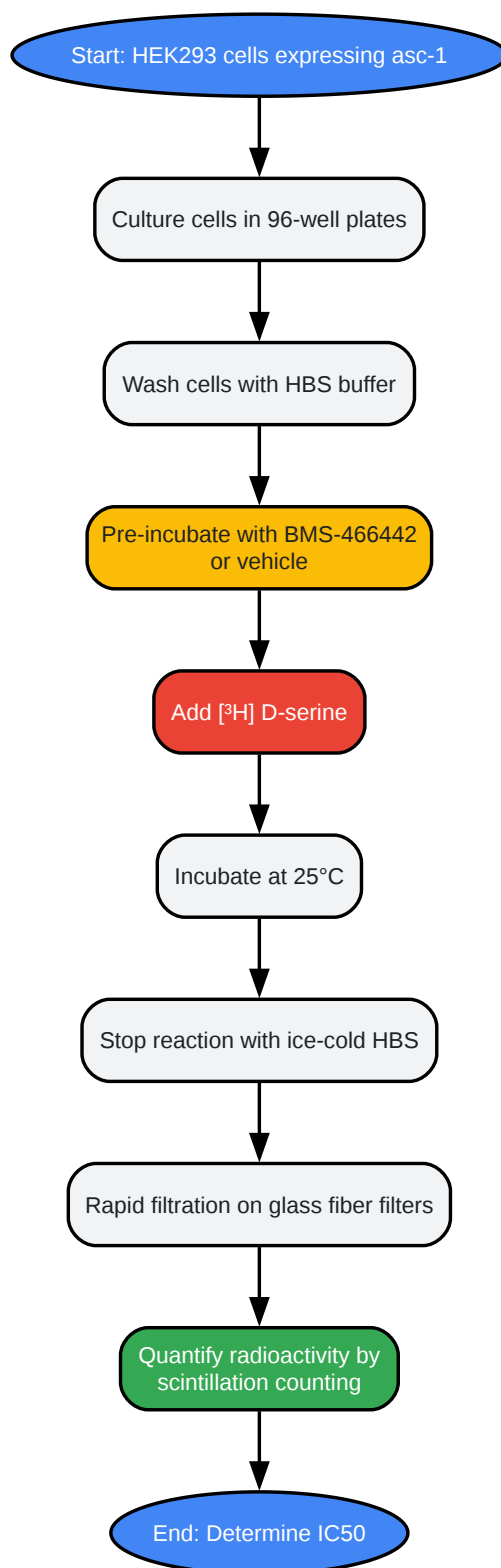 Start: HEK293 cells expressing asc-1
Culture cells in 96-well plates
Wash cells with HBS buffer
Pre-incubate with BMS-466442
or vehicle
Add [³H] D-serine
Incubate at 25°C
Stop reaction with ice-cold HBS
Rapid filtration on glass fiber filters
Quantify radioactivity by
scintillation counting
End: Determine IC50